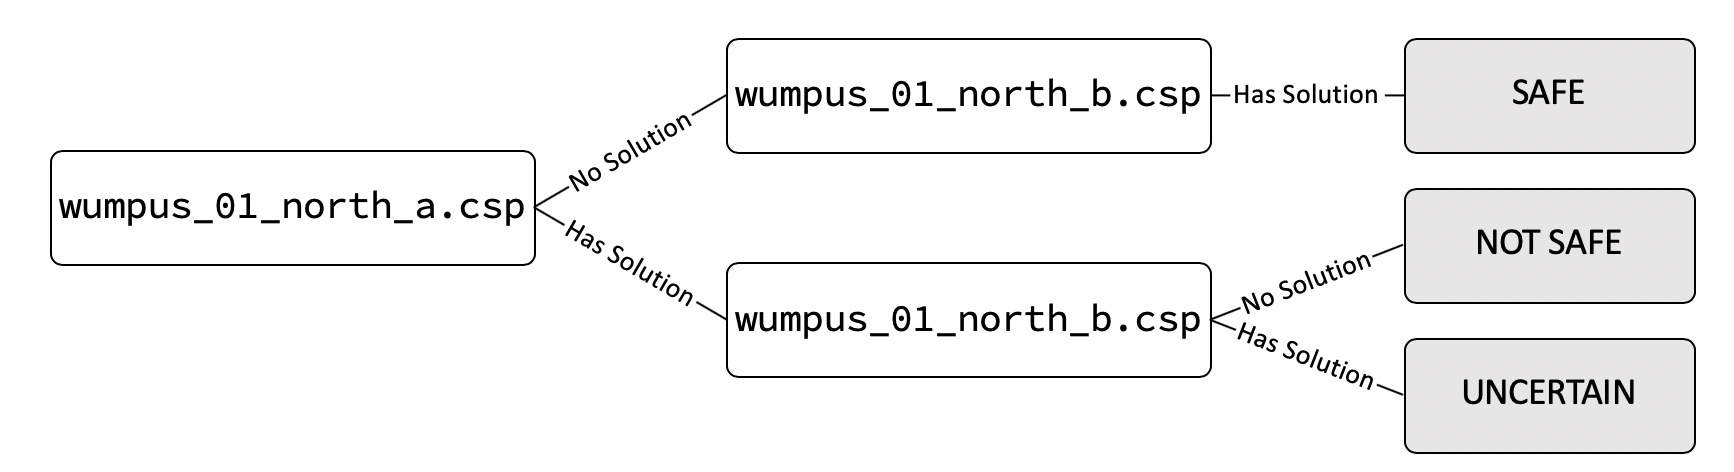 wumpus_01_north_a.csp
No Solution
wumpus_01_north_b.csp
Has Solution
SAFE
Has Solution
wumpus_01_north_b.csp
No Solution
NOT SAFE
Has Solution
UNCERTAIN